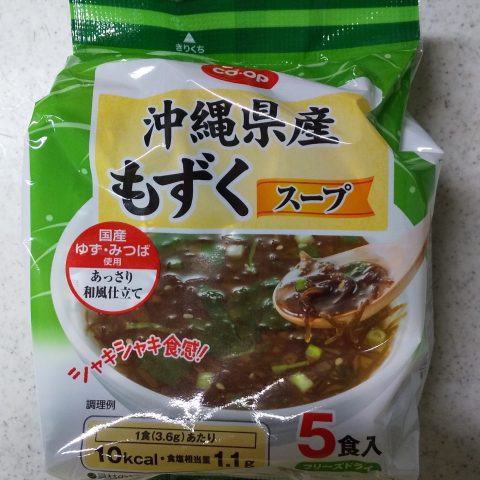 きりくち
co·op
沖縄県産
もずく
スープ
国産
ゆず・みつば
使用
あっさり
和風仕立て
シャキシャキ食感!
調理例
1食(3.6g)あたり
10kcal・食塩相当量1.1g
5食入
フリーズドライ